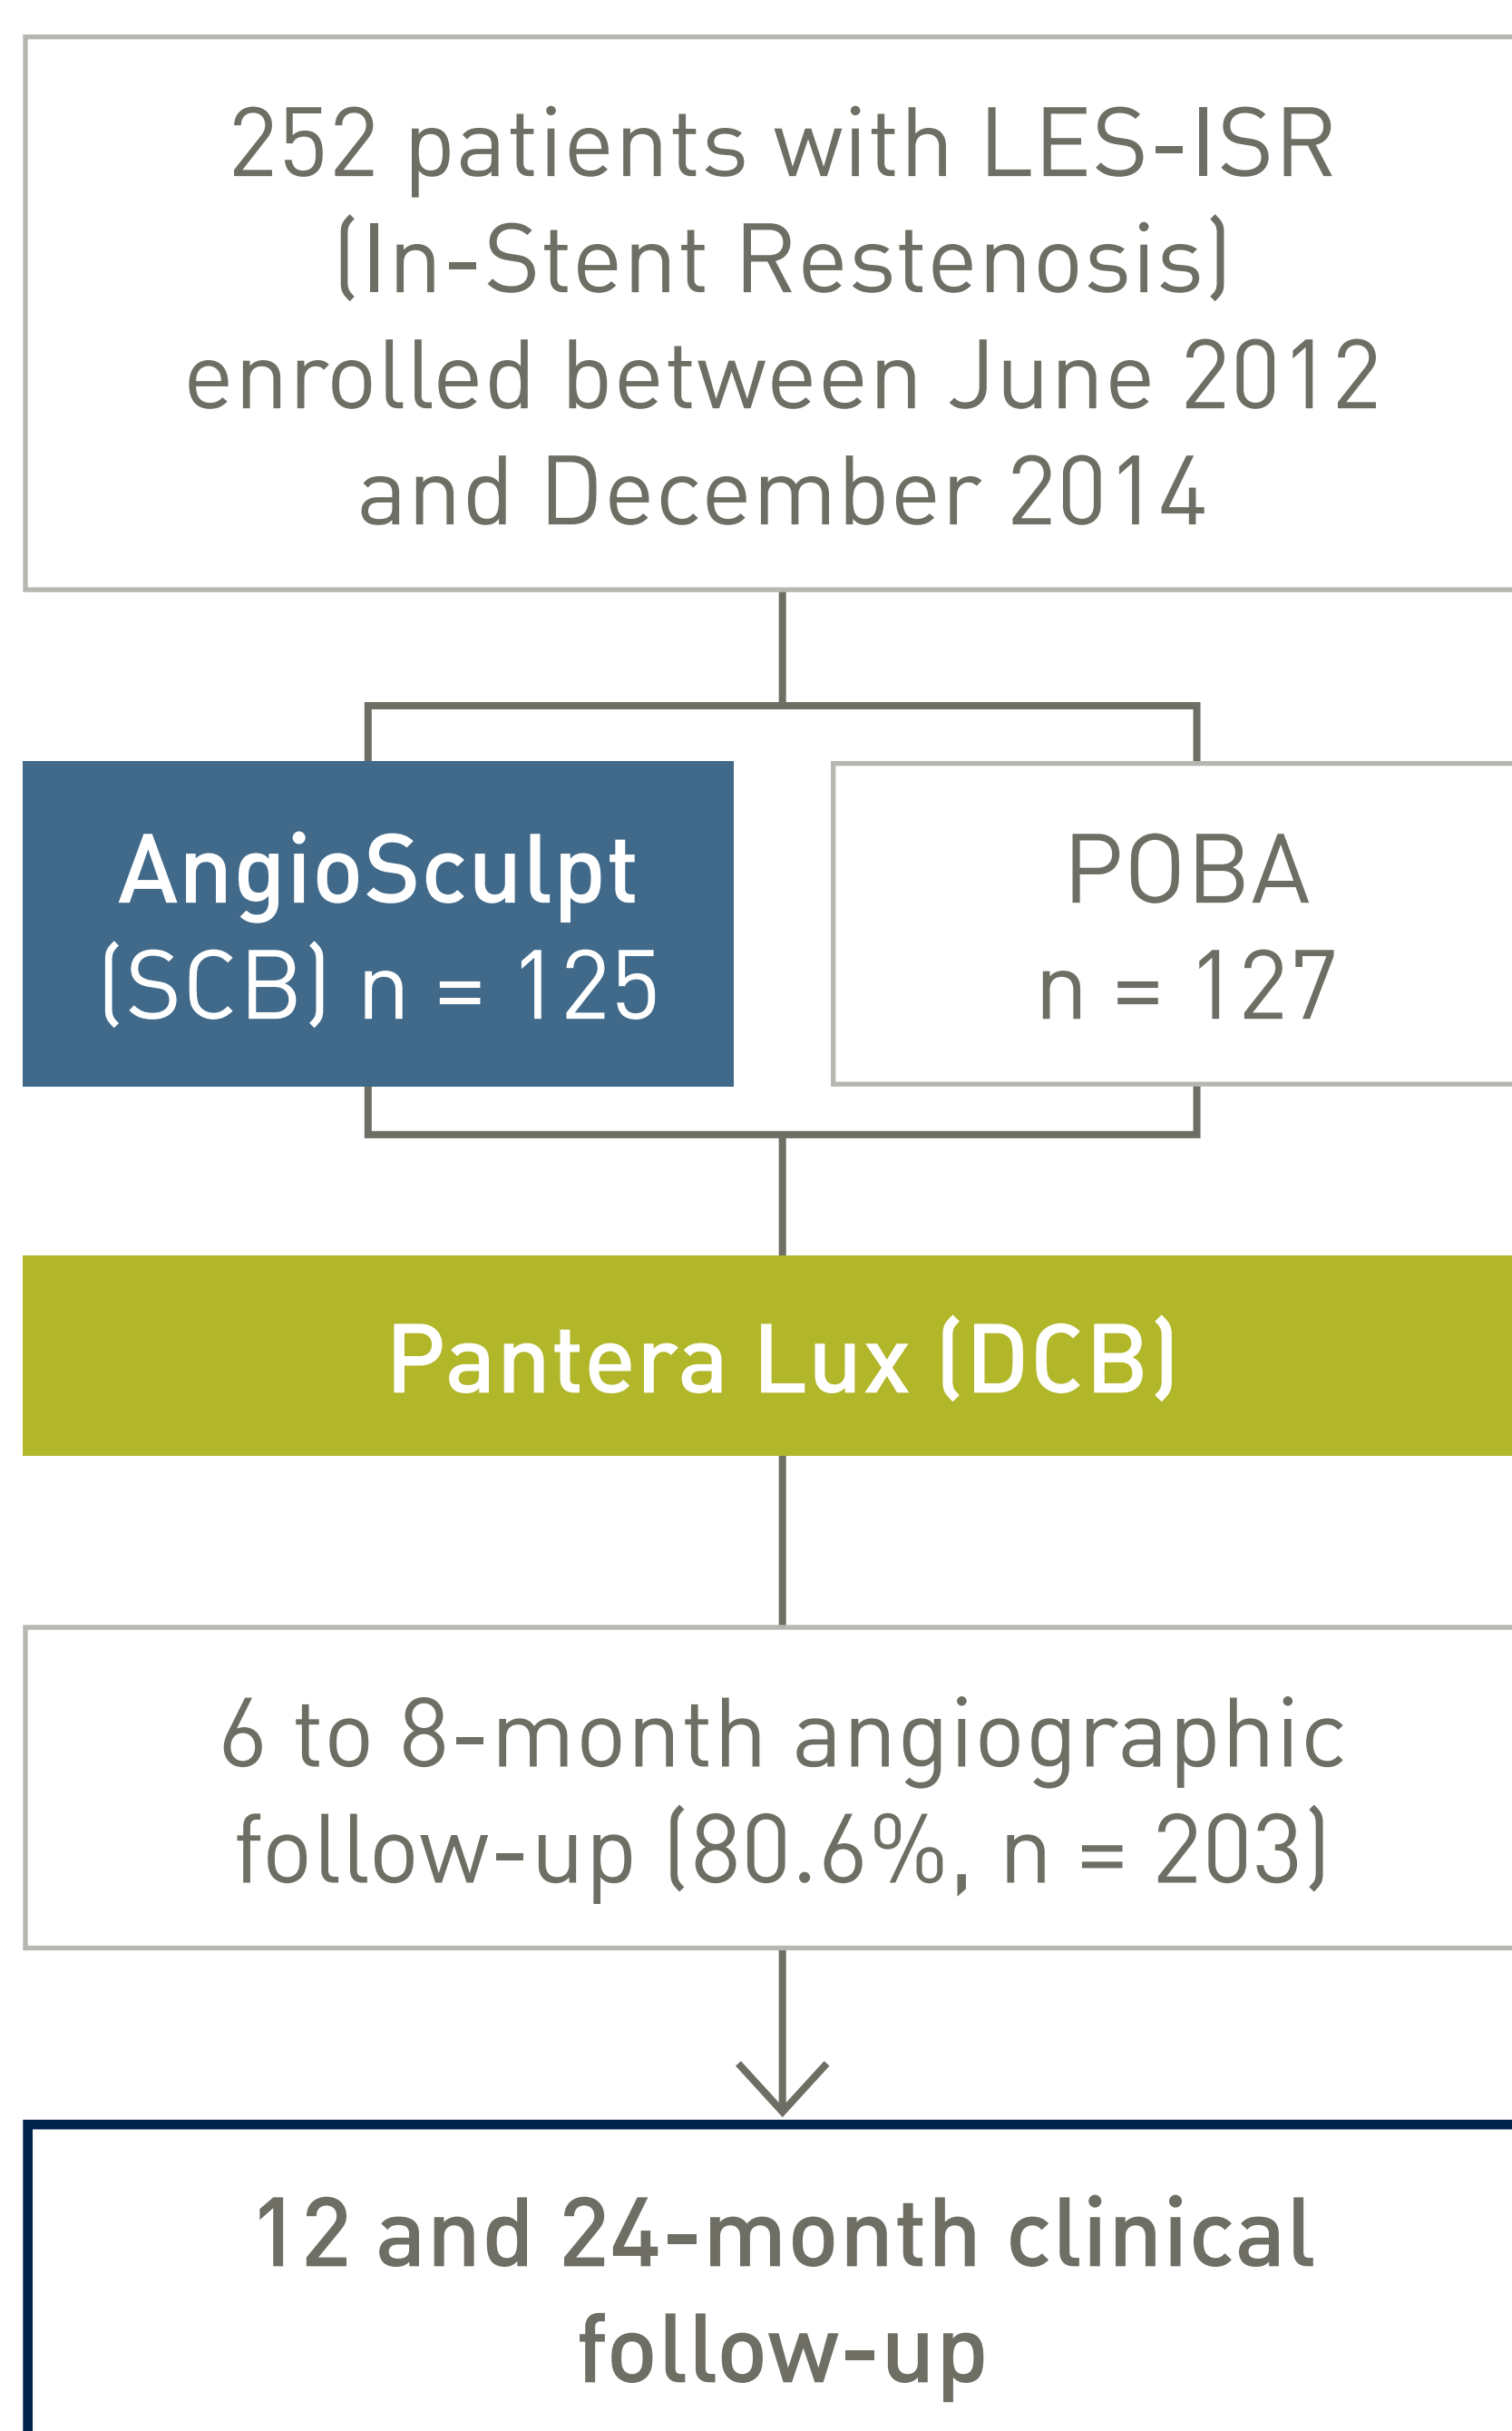 252 patients with LES-ISR
(In-Stent Restenosis)
enrolled between June 2012
and December 2014
AngioSculpt
(SCB) n = 125
POBA
n = 127
Pantera Lux (DCB)
6 to 8-month angiographic
follow-up (80.6%, n = 203)
12 and 24-month clinical
follow-up